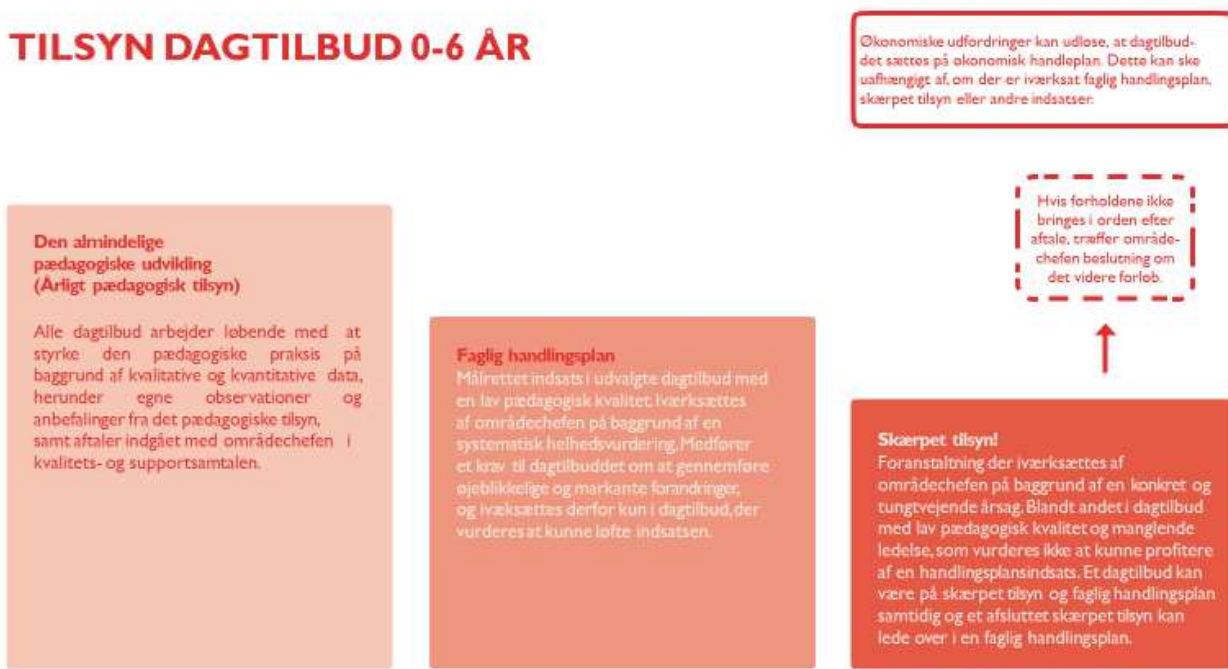 TILSYN DAGTILBUD 0-6 ÅR
Økonomiske udfordringer kan udløse, at dagtilbud-
det sættes på økonomisk handleplan. Dette kan ske
uafhængigt af, om der er iværksat faglig handlingsplan,
skærpet tilsyn eller andre indsatser.
Hvis forholdene ikke
bringes i orden efter
aftale, træffer område-
chefen beslutning om
det videre forløb.
Den almindelige
pædagogiske udvikling
(Årligt pædagogisk tilsyn)
Alle dagtilbud arbejder løbende med at
styrke den pædagogiske praksis på
baggrund af kvalitative og kvantitative data,
herunder egne observationer og
anbefalinger fra det pædagogiske tilsyn,
samt aftaler indgået med områdechefen i
kvalitets- og supportsamtalen.
Faglig handlingsplan
Målrettet indsats i udvalgte dagtilbud med
en lav pædagogisk kvalitet. Iværksættes
af områdechefen på baggrund af en
systematisk helhedsvurdering. Medfører
et krav til dagtilbuddet om at gennemføre
øjeblikkelige og markante forandringer,
og ivæksættes derfor kun i dagtilbud, der
vurderes at kunne løfte indsatsen.
Skærpet tilsyn!
Foranstaltning der iværksættes af
områdechefen på baggrund af en konkret og
tungtvejende årsag. Blandt andet i dagtilbud
med lav pædagogisk kvalitet og manglende
ledelse, som vurderes ikke at kunne profitere
af en handlingsplansindsats. Et dagtilbud kan
være på skærpet tilsyn og faglig handlingsplan
samtidig og et afsluttet skærpet tilsyn kan
lede over i en faglig handlingsplan.